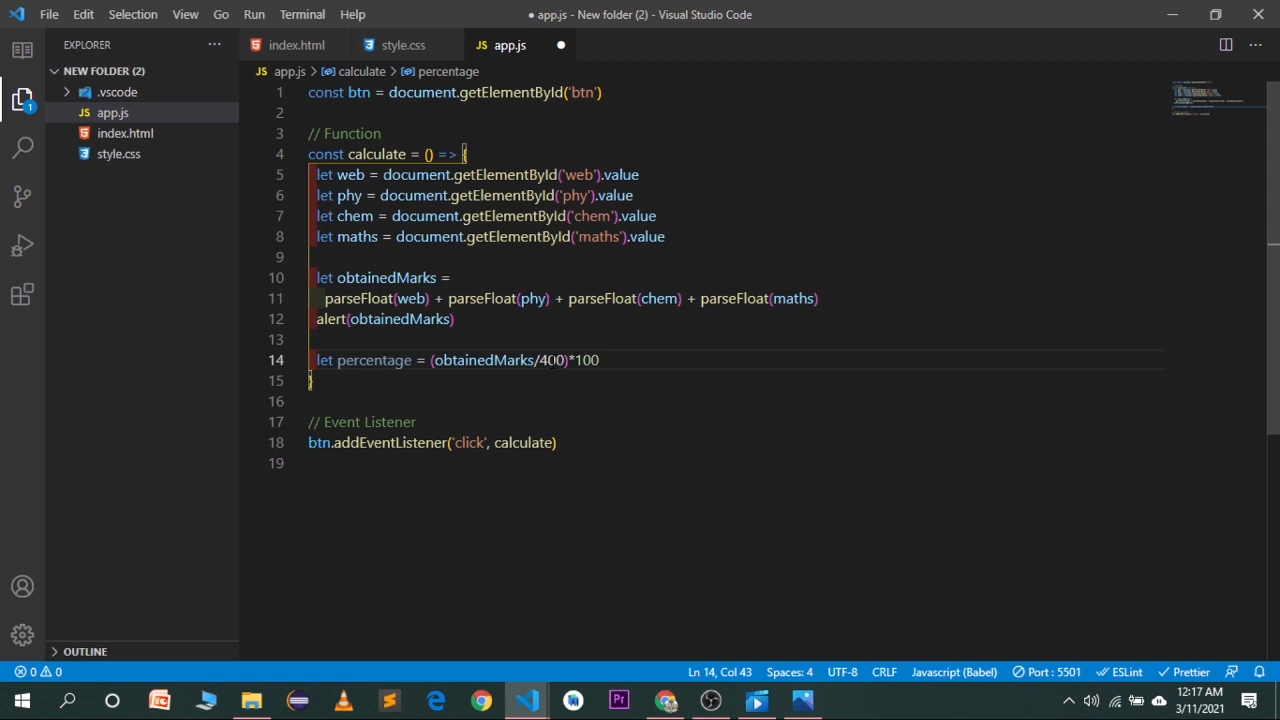 File Edit Selection View Go Run Terminal Help
● app.js - New folder (2) - Visual Studio Code
EXPLORER
index.html
style.css
JS app.js
NEW FOLDER (2)
JS app.js > calculate > percentage
.vscode
JS app.js
index.html
style.css
1 const btn = document.getElementById('btn')
2
3 // Function
4 const calculate = () => {
5 let web = document.getElementById('web').value
6 let phy = document.getElementById('phy').value
7 let chem = document.getElementById('chem').value
8 let maths = document.getElementById('maths').value
9
10 let obtainedMarks =
11 parseFloat(web) + parseFloat(phy) + parseFloat(chem) + parseFloat(maths)
12 alert(obtainedMarks)
13
14 let percentage = (obtainedMarks/400)*100
15 }
16
17 // Event Listener
18 btn.addEventListener('click', calculate)
19
1
OUTLINE
0 0
Ln 14, Col 43 Spaces: 4 UTF-8 CRLF Javascript (Babel) Port : 5501 ESLint Prettier
12:17 AM
3/11/2021